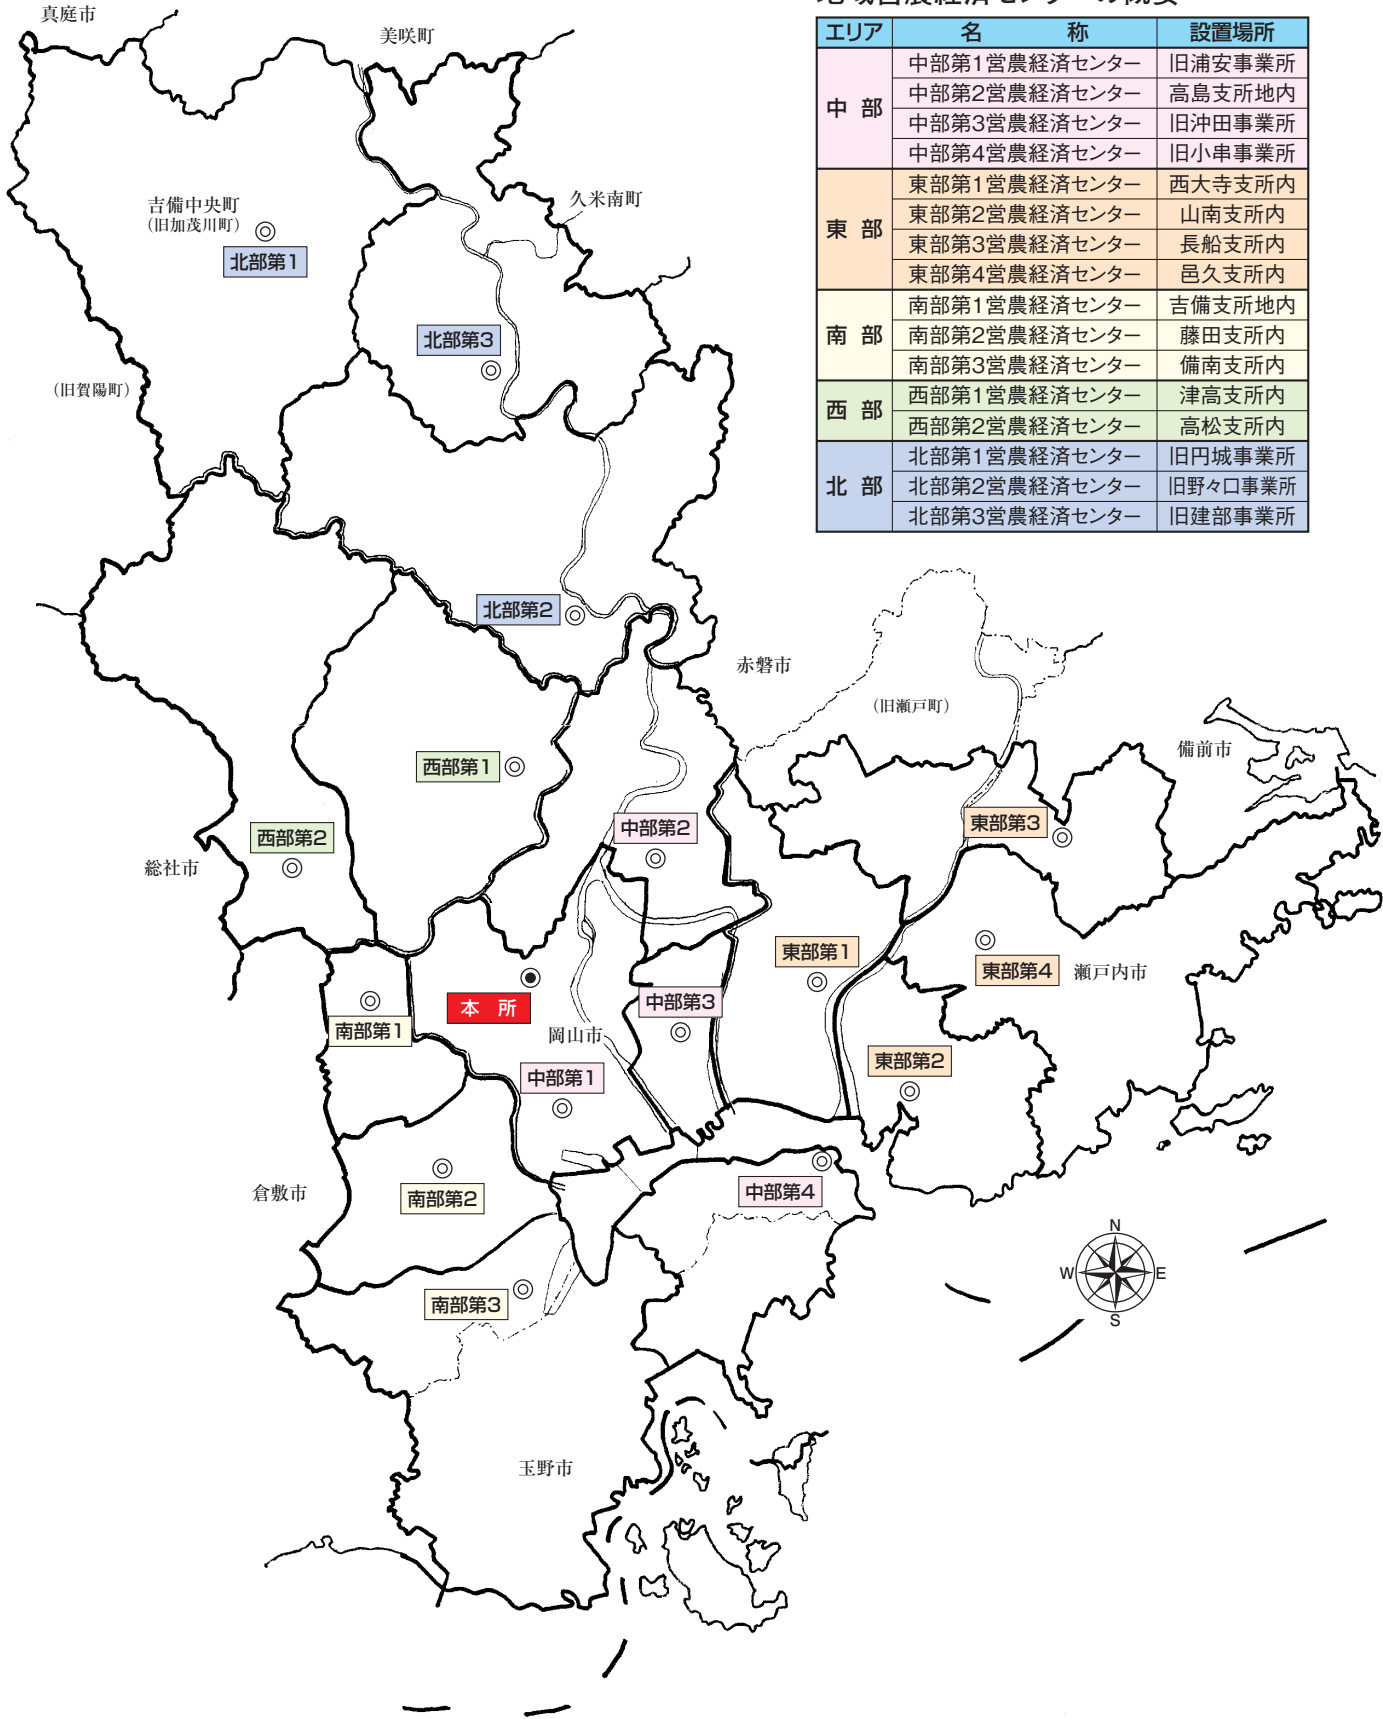 地域営農経済センターの概要
エリア 名 称 設置場所
中 部 中部第1営農経済センター 旧浦安事業所
中部第2営農経済センター 高島支所地内
中部第3営農経済センター 旧沖田事業所
中部第4営農経済センター 旧小串事業所
東 部 東部第1営農経済センター 西大寺支所内
東部第2営農経済センター 山南支所内
東部第3営農経済センター 長船支所内
東部第4営農経済センター 邑久支所内
南 部 南部第1営農経済センター 吉備支所地内
南部第2営農経済センター 藤田支所内
南部第3営農経済センター 備南支所内
西 部 西部第1営農経済センター 津高支所内
西部第2営農経済センター 高松支所内
北 部 北部第1営農経済センター 旧円城事業所
北部第2営農経済センター 旧野々口事業所
北部第3営農経済センター 旧建部事業所
真庭市
美咲町
久米南町
吉備中央町
(旧加茂川町)
北部第1
北部第3
(旧賀陽町)
北部第2
赤磐市
(旧瀬戸町)
備前市
西部第1
東部第3
中部第2
西部第2
総社市
東部第1
東部第4
瀬戸内市
中部第3
本 所
南部第1
岡山市
東部第2
中部第1
倉敷市
南部第2
中部第4
N
W
E
S
南部第3
玉野市